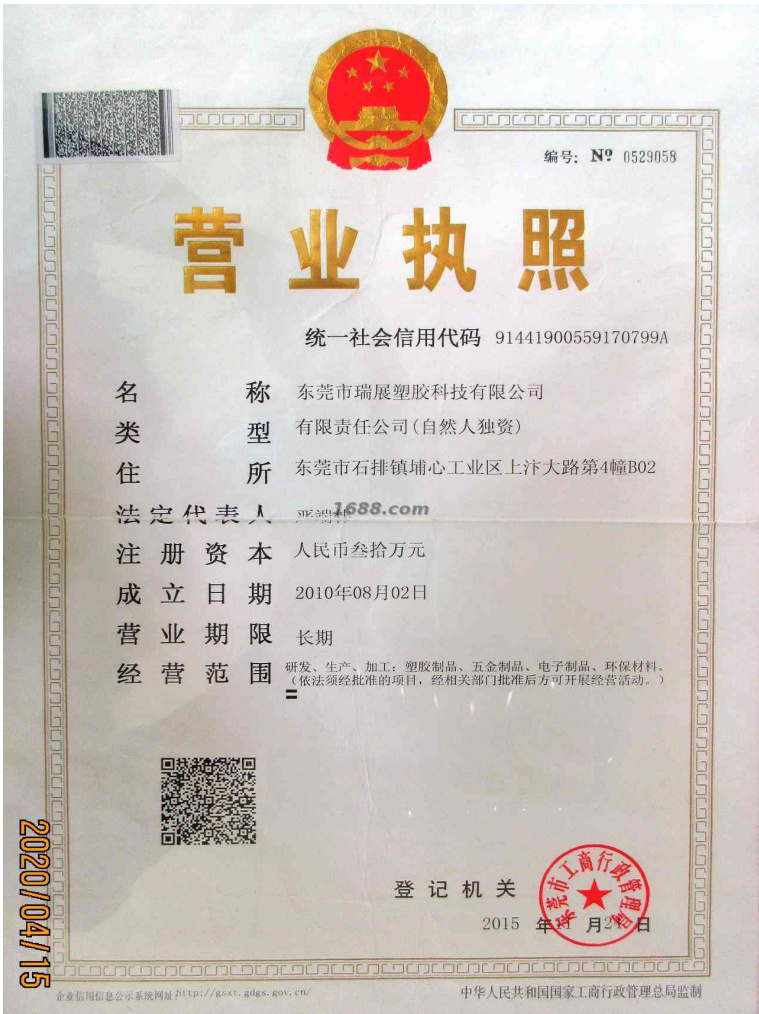 编号: Nº 0529058
营业执照
统一社会信用代码 91441900559170799A
名称 东莞市瑞展塑胶科技有限公司
类型 有限责任公司(自然人独资)
住所 东莞市石排镇埔心工业区上汴大路第4幢B02
法定代表人
1688.com
注册资本 人民币叁拾万元
成立日期 2010年08月02日
营业期限 长期
经营范围 研发、生产、加工：塑胶制品、五金制品、电子制品、环保材料。
（依法须经批准的项目，经相关部门批准后方可开展经营活动。）
〓
登记机关
东莞市工商行政管理局
2015 年 11 月 24 日
2020/04/15
企业信用信息公示系统网址:http://gsxt.gdgs.gov.cn/
中华人民共和国国家工商行政管理总局监制